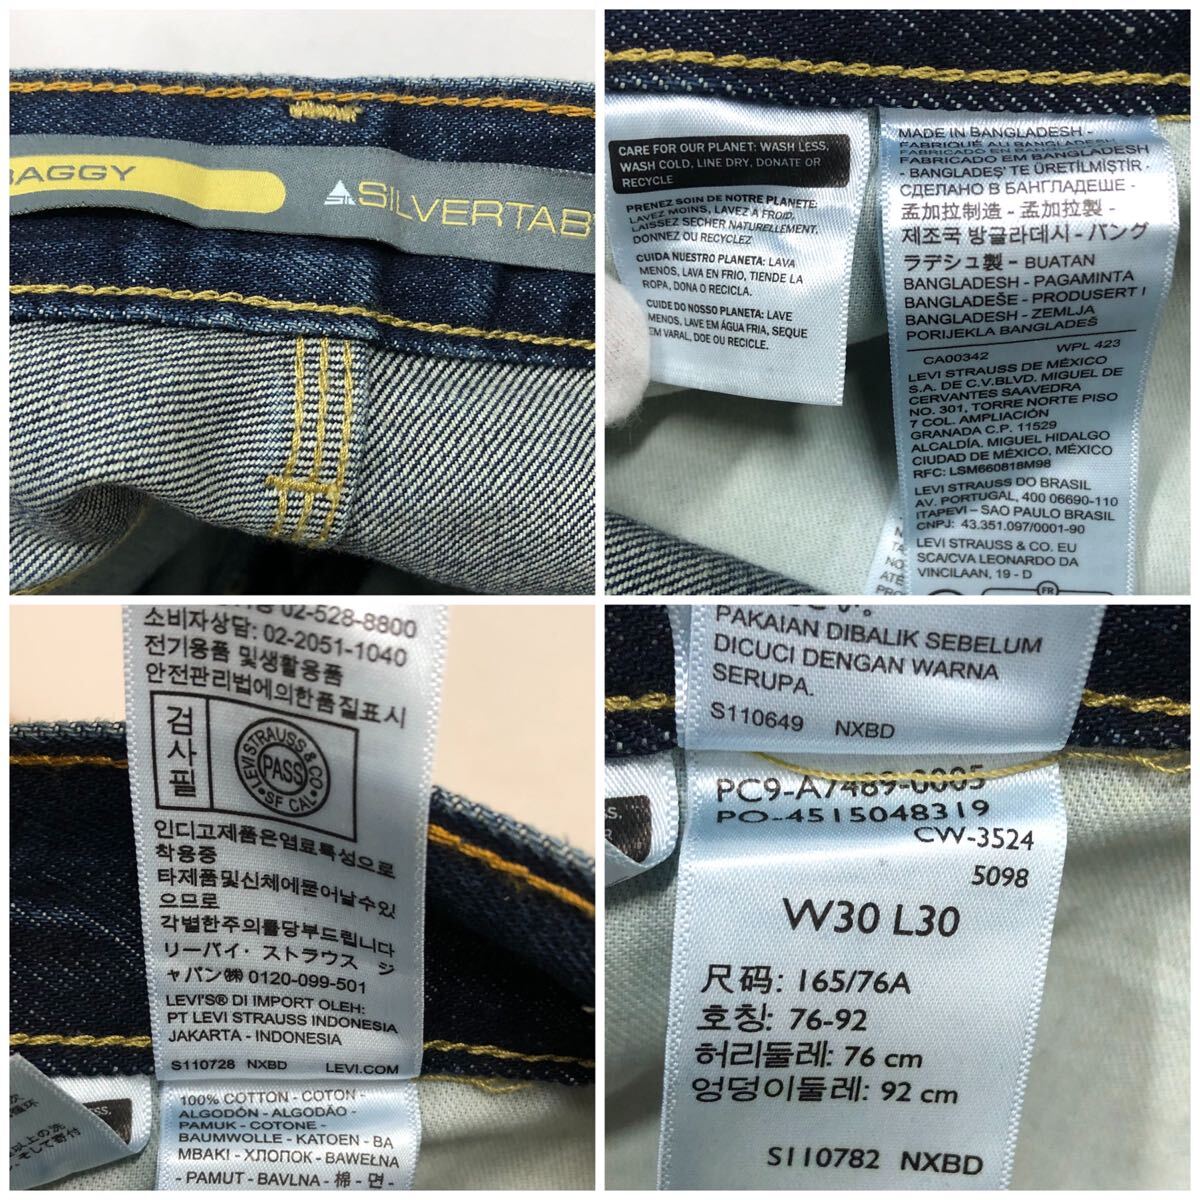 BAGGY
SILVERTAB
CARE FOR OUR PLANET: WASH LESS,
WASH COLD, LINE DRY, DONATE OR
RECYCLE
PRENEZ SOIN DE NOTRE PLANETE:
LAVEZ MOINS, LAVEZ À FROID,
LAISSEZ SECHER NATURELLEMENT,
DONNEZ OU RECYCLEZ
CUIDA NUESTRO PLANETA: LAVA
MENOS, LAVA EN FRIO, TIENDE LA
ROPA, DONA O RECICLA.
CUIDE DO NOSSO PLANETA: LAVE
MENOS, LAVE EM ÁGUA FRIA, SEQUE
EM VARAL, DOE OU RECICLE.
MADE IN BANGLADESH -
FABRIQUÉ AU BANGLADESH
FABRICADO EN BANGLADESH
FABRICADO EM BANGLADESH
- BANGLADEŞ'TE ÜRETİLMİŞTİR -
СДЕЛАНО В БАНГЛАДЕШЕ -
孟加拉制造 - 孟加拉製 -
제조국 방글라데시 - バング
ラデシュ製 - BUATAN
BANGLADESH - PAGAMINTA
BANGLADEŠE - PRODUSERT I
BANGLADESH - ZEMLJA
PORIJEKLA BANGLADEŠ
CA00342 WPL 423
LEVI STRAUSS DE MÉXICO
S.A. DE C.V.BLVD. MIGUEL DE
CERVANTES SAAVEDRA
NO. 301, TORRE NORTE PISO
7 COL. AMPLIACIÓN
GRANADA C.P. 11529
ALCALDÍA. MIGUEL HIDALGO
CIUDAD DE MÉXICO, MÉXICO
RFC: LSM660818M98
LEVI STRAUSS DO BRASIL
AV. PORTUGAL, 400 06690-110
ITAPEVI - SAO PAULO BRASIL
CNPJ: 43.351.097/0001-90
LEVI STRAUSS & CO. EU
SCA/CVA LEONARDO DA
VINCILAAN, 19 - D
FR
02-528-8800
소비자상담: 02-2051-1040
전기용품 및생활용품
안전관리법에의한품질표시
검사필
LEVI STRAUSS & CO
PASS
SF CAL
인디고제품은염료특성으로
착용중
타제품및신체에묻어날수있
으므로
각별한주의를당부드립니다
リーバイ・ストラウス ジ
ャパン㈱ 0120-099-501
LEVI'S® DI IMPORT OLEH:
PT LEVI STRAUSS INDONESIA
JAKARTA - INDONESIA
S110728 NXBD LEVI.COM
100% COTTON - COTON -
ALGODÓN - ALGODÃO -
PAMUK - COTONE -
BAUMWOLLE - KATOEN - BA
MBAKI - ХЛОПОК - BAWEŁNA
- PAMUT - BAVLNA - 棉 - 면 -
PAKAIAN DIBALIK SEBELUM
DICUCI DENGAN WARNA
SERUPA.
S110649 NXBD
PC9-A7489-0005
PO-4515048319
CW-3524
5098
W30 L30
尺码: 165/76A
호칭: 76-92
허리둘레: 76 cm
엉덩이둘레: 92 cm
S110782 NXBD